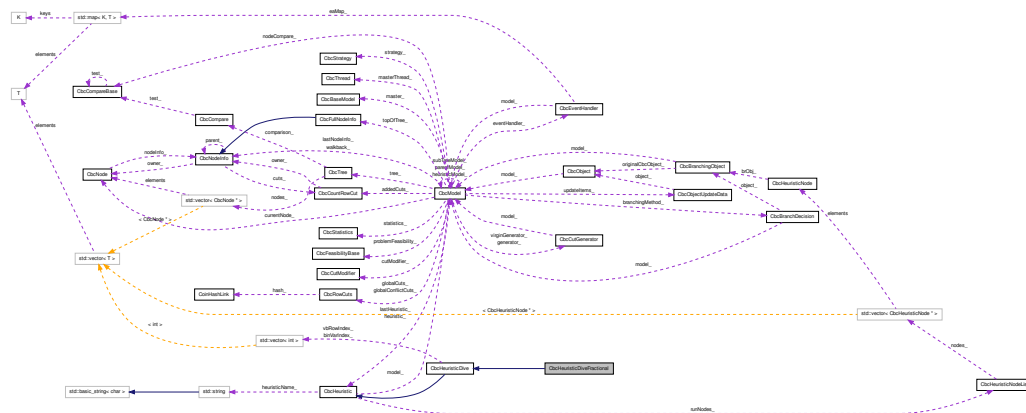 K
keys
std::map< K, T >
asMap_
nodeCompare_
elements
CbcStrategy
strategy_
test_
CbcThread
masterThread_
T
CbcCompareBase
CbcBaseModel
master_
model_
CbcEventHandler
elements
test_
CbcCompare
CbcFullNodeInfo
topOfTree_
eventHandler_
comparison_
parent_
lastNodeInfo_
walkback_
subTreeModel_
parentModel_
heuristicModel_
model_
nodeInfo_
CbcNodeInfo
owner_
originalCbcObject_
CbcBranchingObject
owner_
CbcNode
CbcTree
tree_
model_
CbcObject
object_
object_
CbcHeuristicNode
cuts_
elements
nodes_
CbcCountRowCut
addedCuts_
CbcModel
updateItems_
CbcObjectUpdateData
std::vector< CbcNode * >
branchingMethod_
< CbcNode * >
currentNode_
CbcBranchDecision
elements
model_
CbcStatistics
statistics_
virginGenerator_
generator_
CbcCutGenerator
CbcFeasibilityBase
problemFeasibility_
model_
std::vector< T >
CbcCutModifier
cutModifier_
CoinHashLink
hash_
CbcRowCuts
globalCuts_
globalConflictCuts_
lastHeuristic_
heuristic_
< CbcHeuristicNode * >
std::vector< CbcHeuristicNode * >
< int >
vbRowIndex_
binVarIndex_
std::vector< int >
nodes_
model_
CbcHeuristicDive
CbcHeuristicDiveFractional
std::basic_string< char >
std::string
heuristicName_
CbcHeuristic
runNodes_